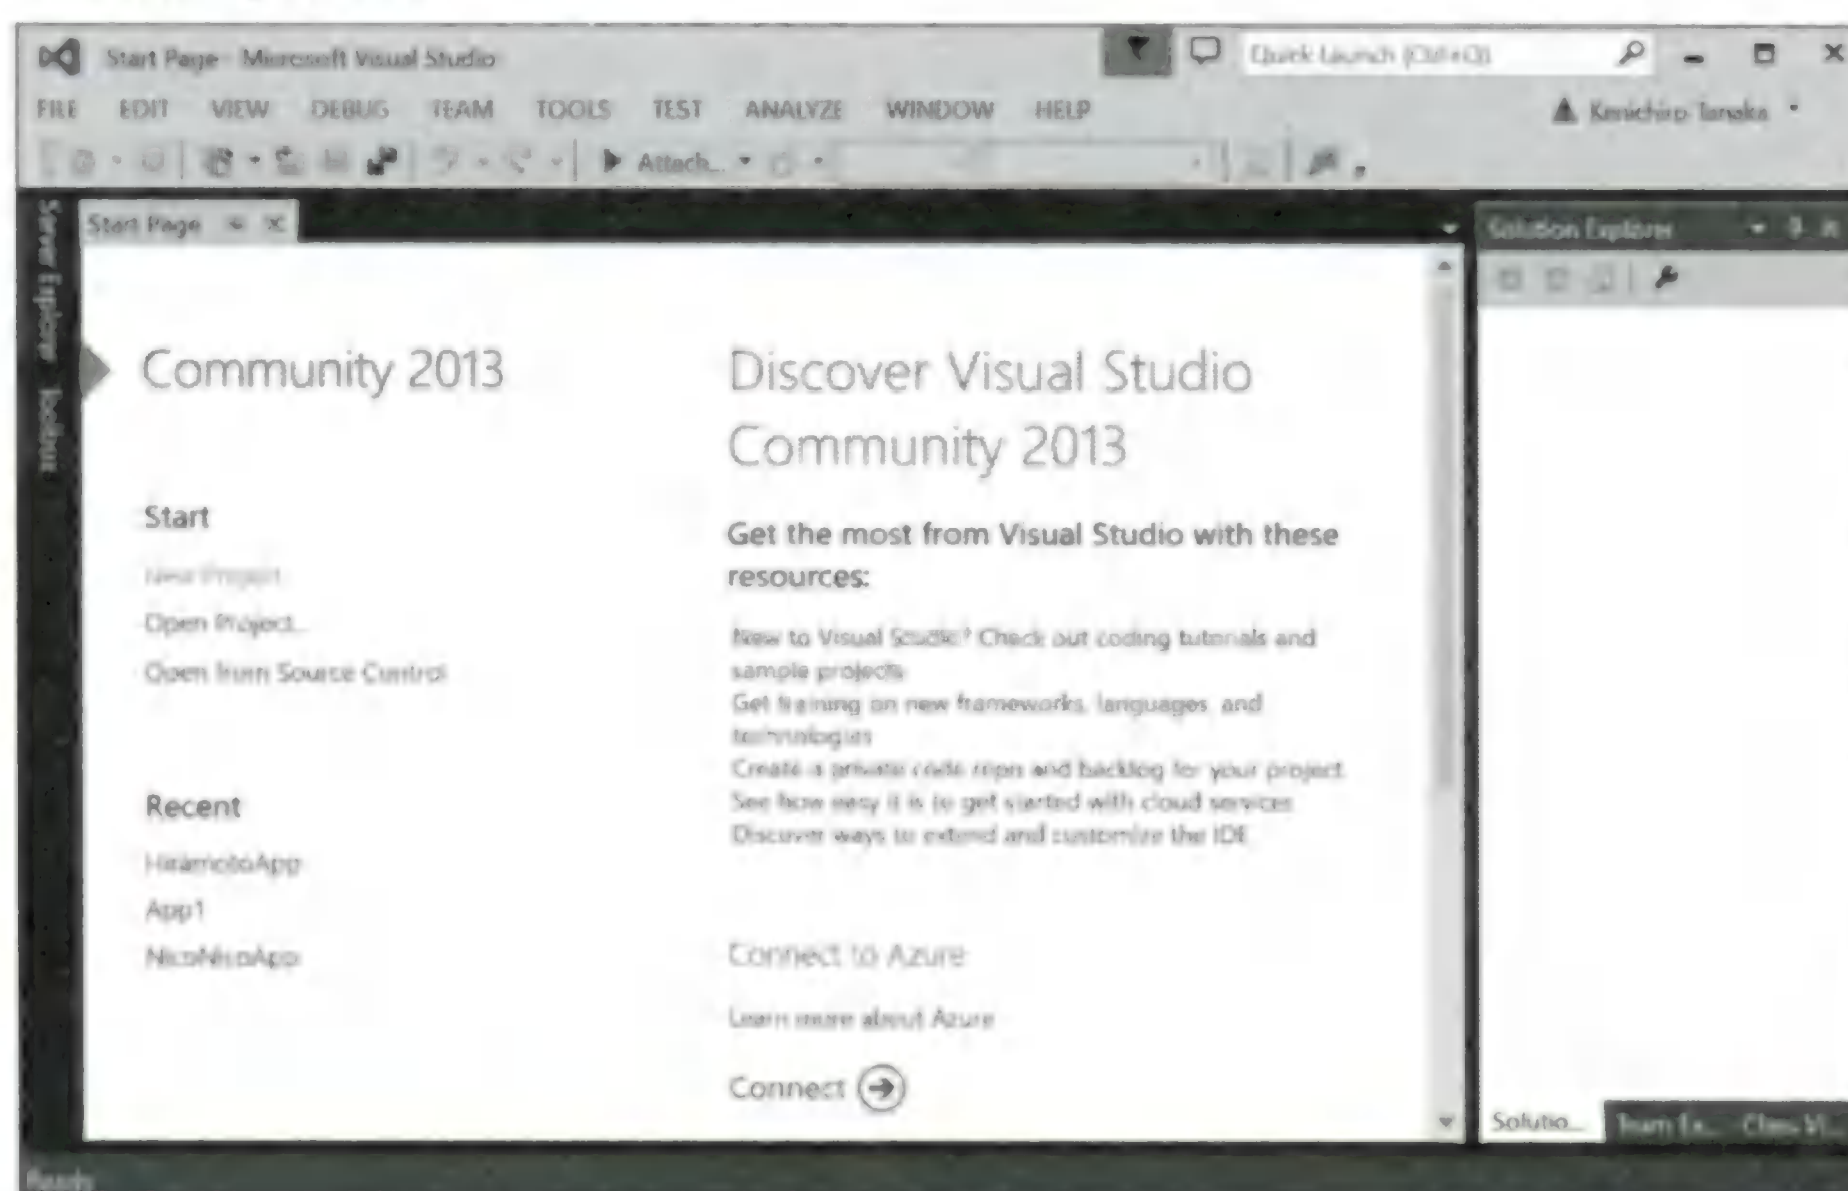 Start Page - Microsoft Visual Studio
Quick Launch (Ctrl+Q)
FILE EDIT VIEW DEBUG TEAM TOOLS TEST ANALYZE WINDOW HELP
Kenichiro Tanaka
Attach...
Server Explorer
Toolbox
Start Page
Solution Explorer
Community 2013
Start
New Project...
Open Project...
Open from Source Control
Recent
HiramotoApp
App1
NicoNicoApp
Discover Visual Studio
Community 2013
Get the most from Visual Studio with these
resources:
New to Visual Studio? Check out coding tutorials and
sample projects
Get training on new frameworks, languages, and
technologies
Create a private code repo and backlog for your project
See how easy it is to get started with cloud services
Discover ways to extend and customize the IDE
Connect to Azure
Learn more about Azure
Connect
Solutio... Team Ex... Class Vi...
Ready